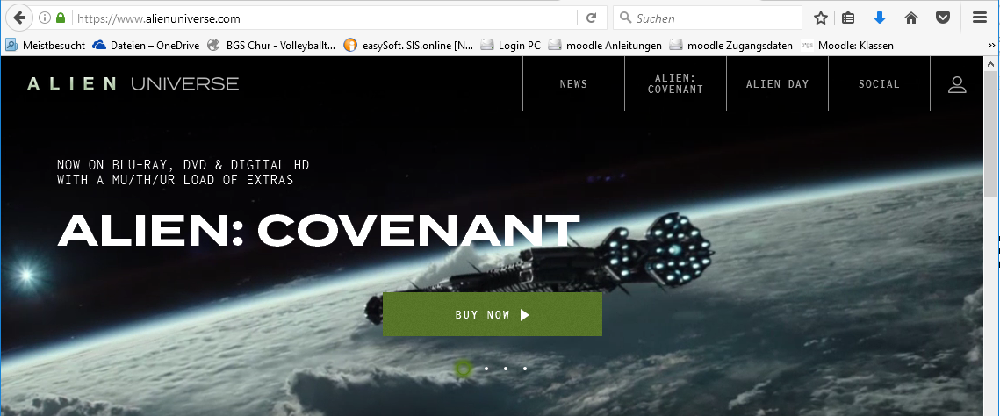 https://www.alienuniverse.com
Suchen
Meistbesucht
Dateien – OneDrive
BGS Chur - Volleyballt...
easySoft. SIS.online [N...
Login PC
moodle Anleitungen
moodle Zugangsdaten
Moodle: Klassen
ALIEN UNIVERSE
NEWS
ALIEN:
COVENANT
ALIEN DAY
SOCIAL
NOW ON BLU-RAY, DVD & DIGITAL HD
WITH A MU/TH/UR LOAD OF EXTRAS
ALIEN: COVENANT
BUY NOW